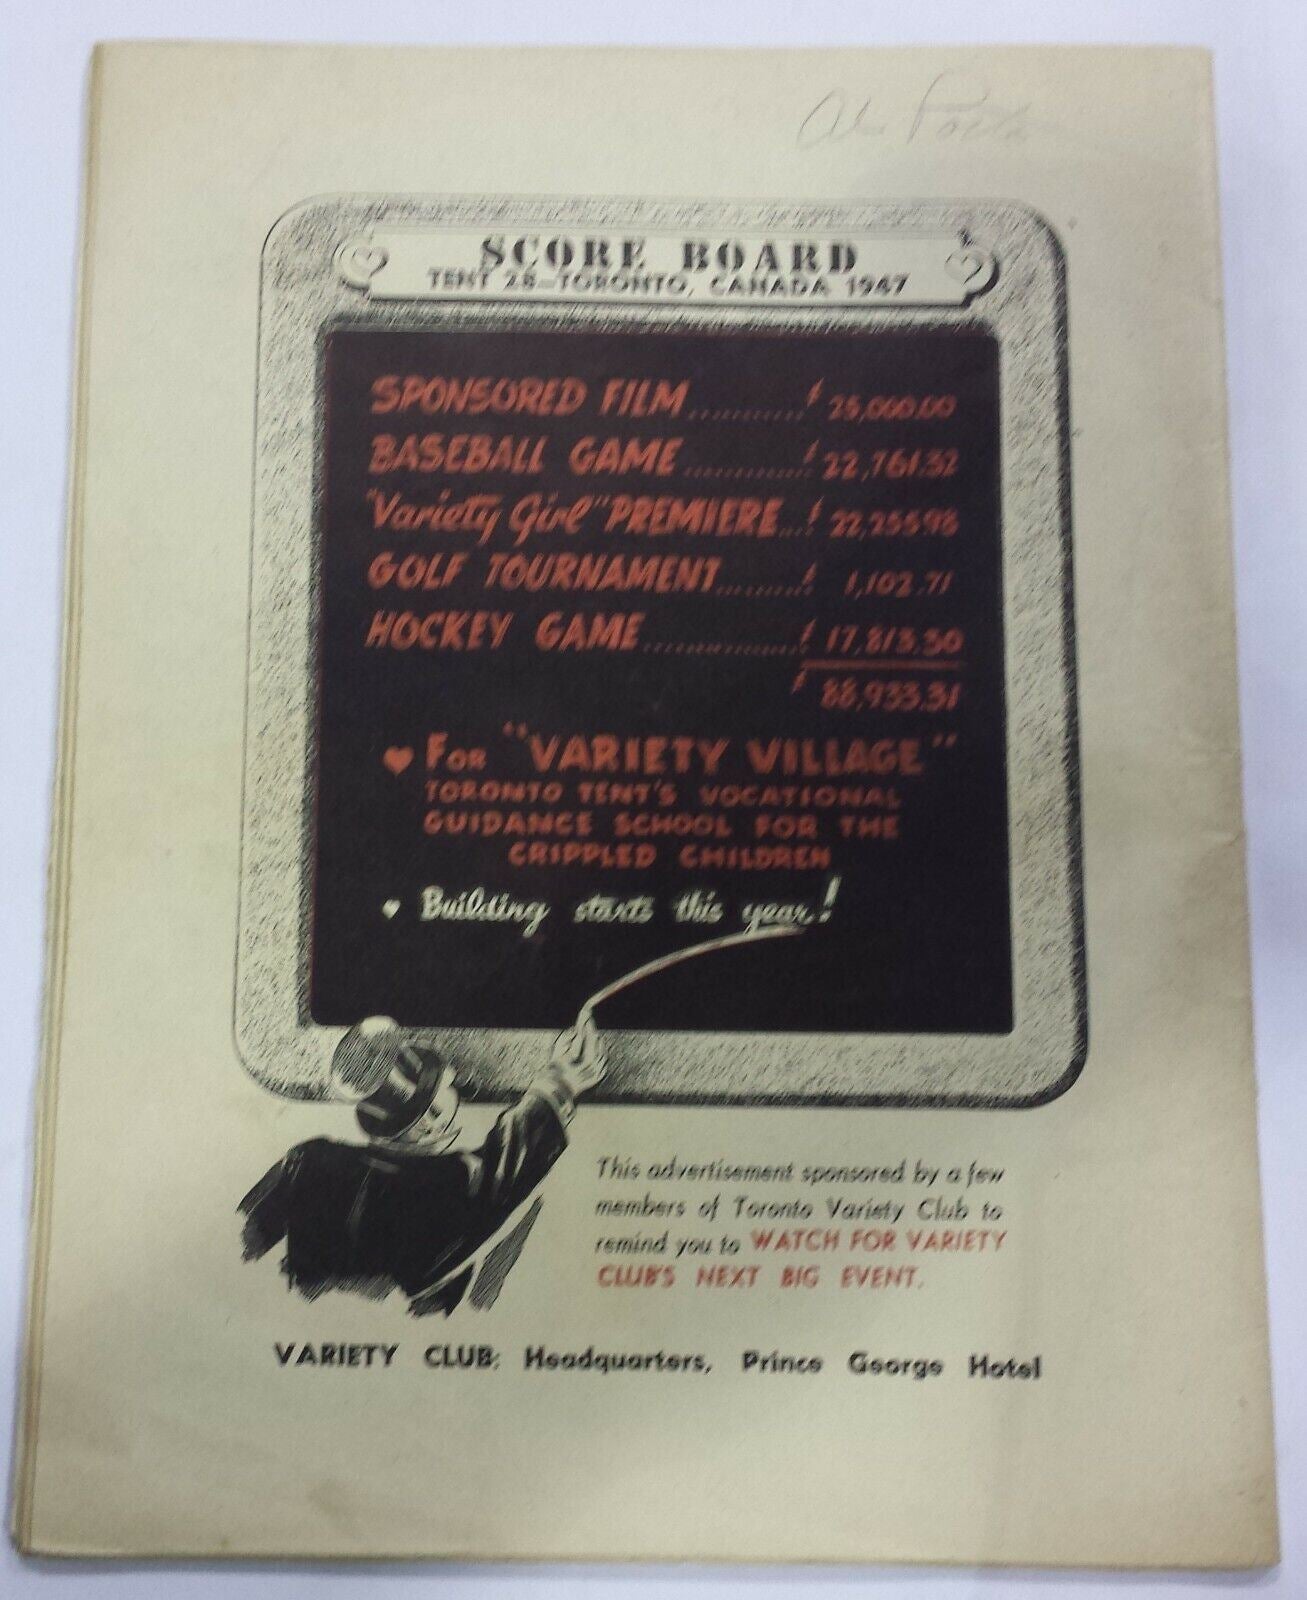 SCORE BOARD
TENT 28—TORONTO, CANADA 1947
SPONSORED FILM ............ $ 25,000.00
BASEBALL GAME ............. $ 22,761.32
"Variety Girl" PREMIERE... $ 22,255.98
GOLF TOURNAMENT ......... $ 1,102.71
HOCKEY GAME ................ $ 17,813.30
$ 88,933.31
♥ FOR "VARIETY VILLAGE"
TORONTO TENT'S VOCATIONAL
GUIDANCE SCHOOL FOR THE
CRIPPLED CHILDREN
♥ Building starts this year!
This advertisement sponsored by a few
members of Toronto Variety Club to
remind you to WATCH FOR VARIETY
CLUB'S NEXT BIG EVENT.
VARIETY CLUB: Headquarters, Prince George Hotel